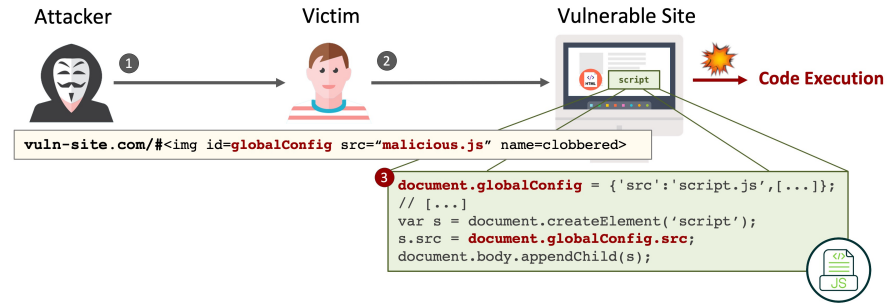 Attacker
Victim
Vulnerable Site
1
2
HTML
script
Code Execution
vuln-site.com/#<img id=globalConfig src=“malicious.js” name=clobbered>
3
document.globalConfig = {'src':'script.js’,[...]};
// [...]
var s = document.createElement(‘script’);
s.src = document.globalConfig.src;
document.body.appendChild(s);
</>
JS